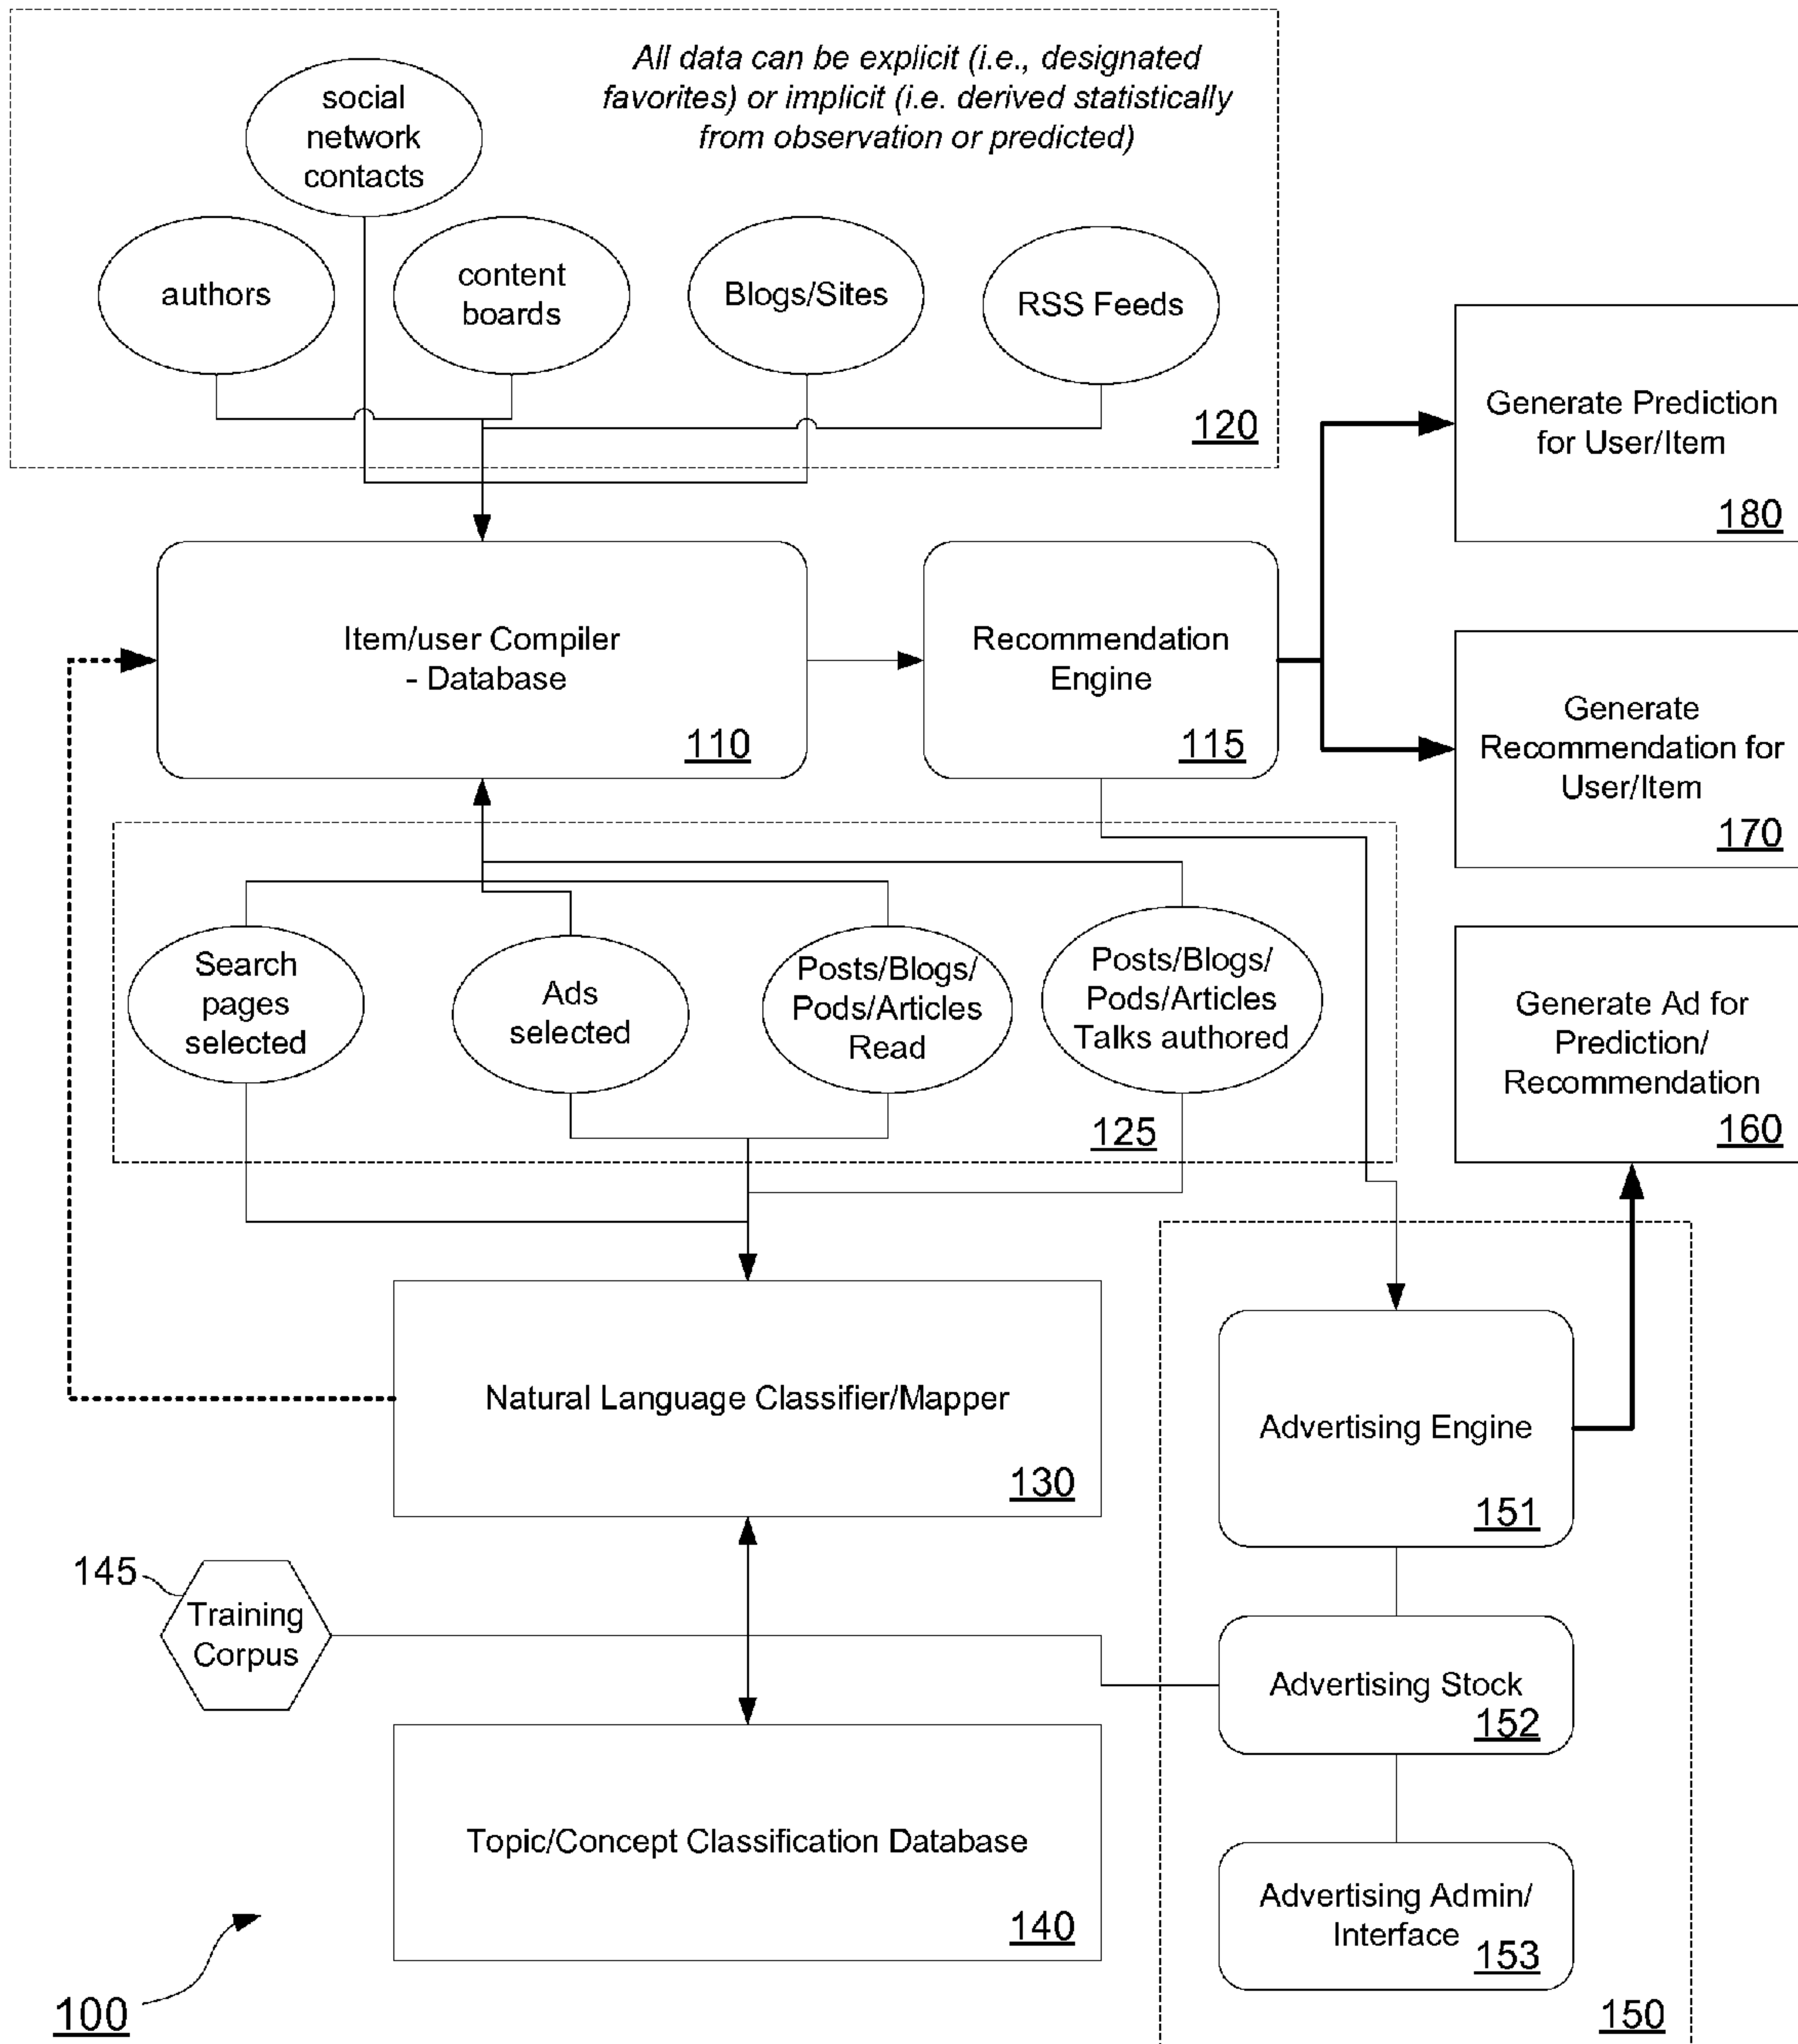 All data can be explicit (i.e., designated
favorites) or implicit (i.e. derived statistically
from observation or predicted)
social
network
contacts
authors
content
boards
Blogs/Sites
RSS Feeds
120
Generate Prediction
for User/Item
180
Item/user Compiler
- Database
110
Recommendation
Engine
115
Generate
Recommendation for
User/Item
170
Search
pages
selected
Ads
selected
Posts/Blogs/
Pods/Articles
Read
Posts/Blogs/
Pods/Articles
Talks authored
125
Generate Ad for
Prediction/
Recommendation
160
Natural Language Classifier/Mapper
130
Advertising Engine
151
145
Training
Corpus
Advertising Stock
152
Topic/Concept Classification Database
140
Advertising Admin/
Interface
153
100
150